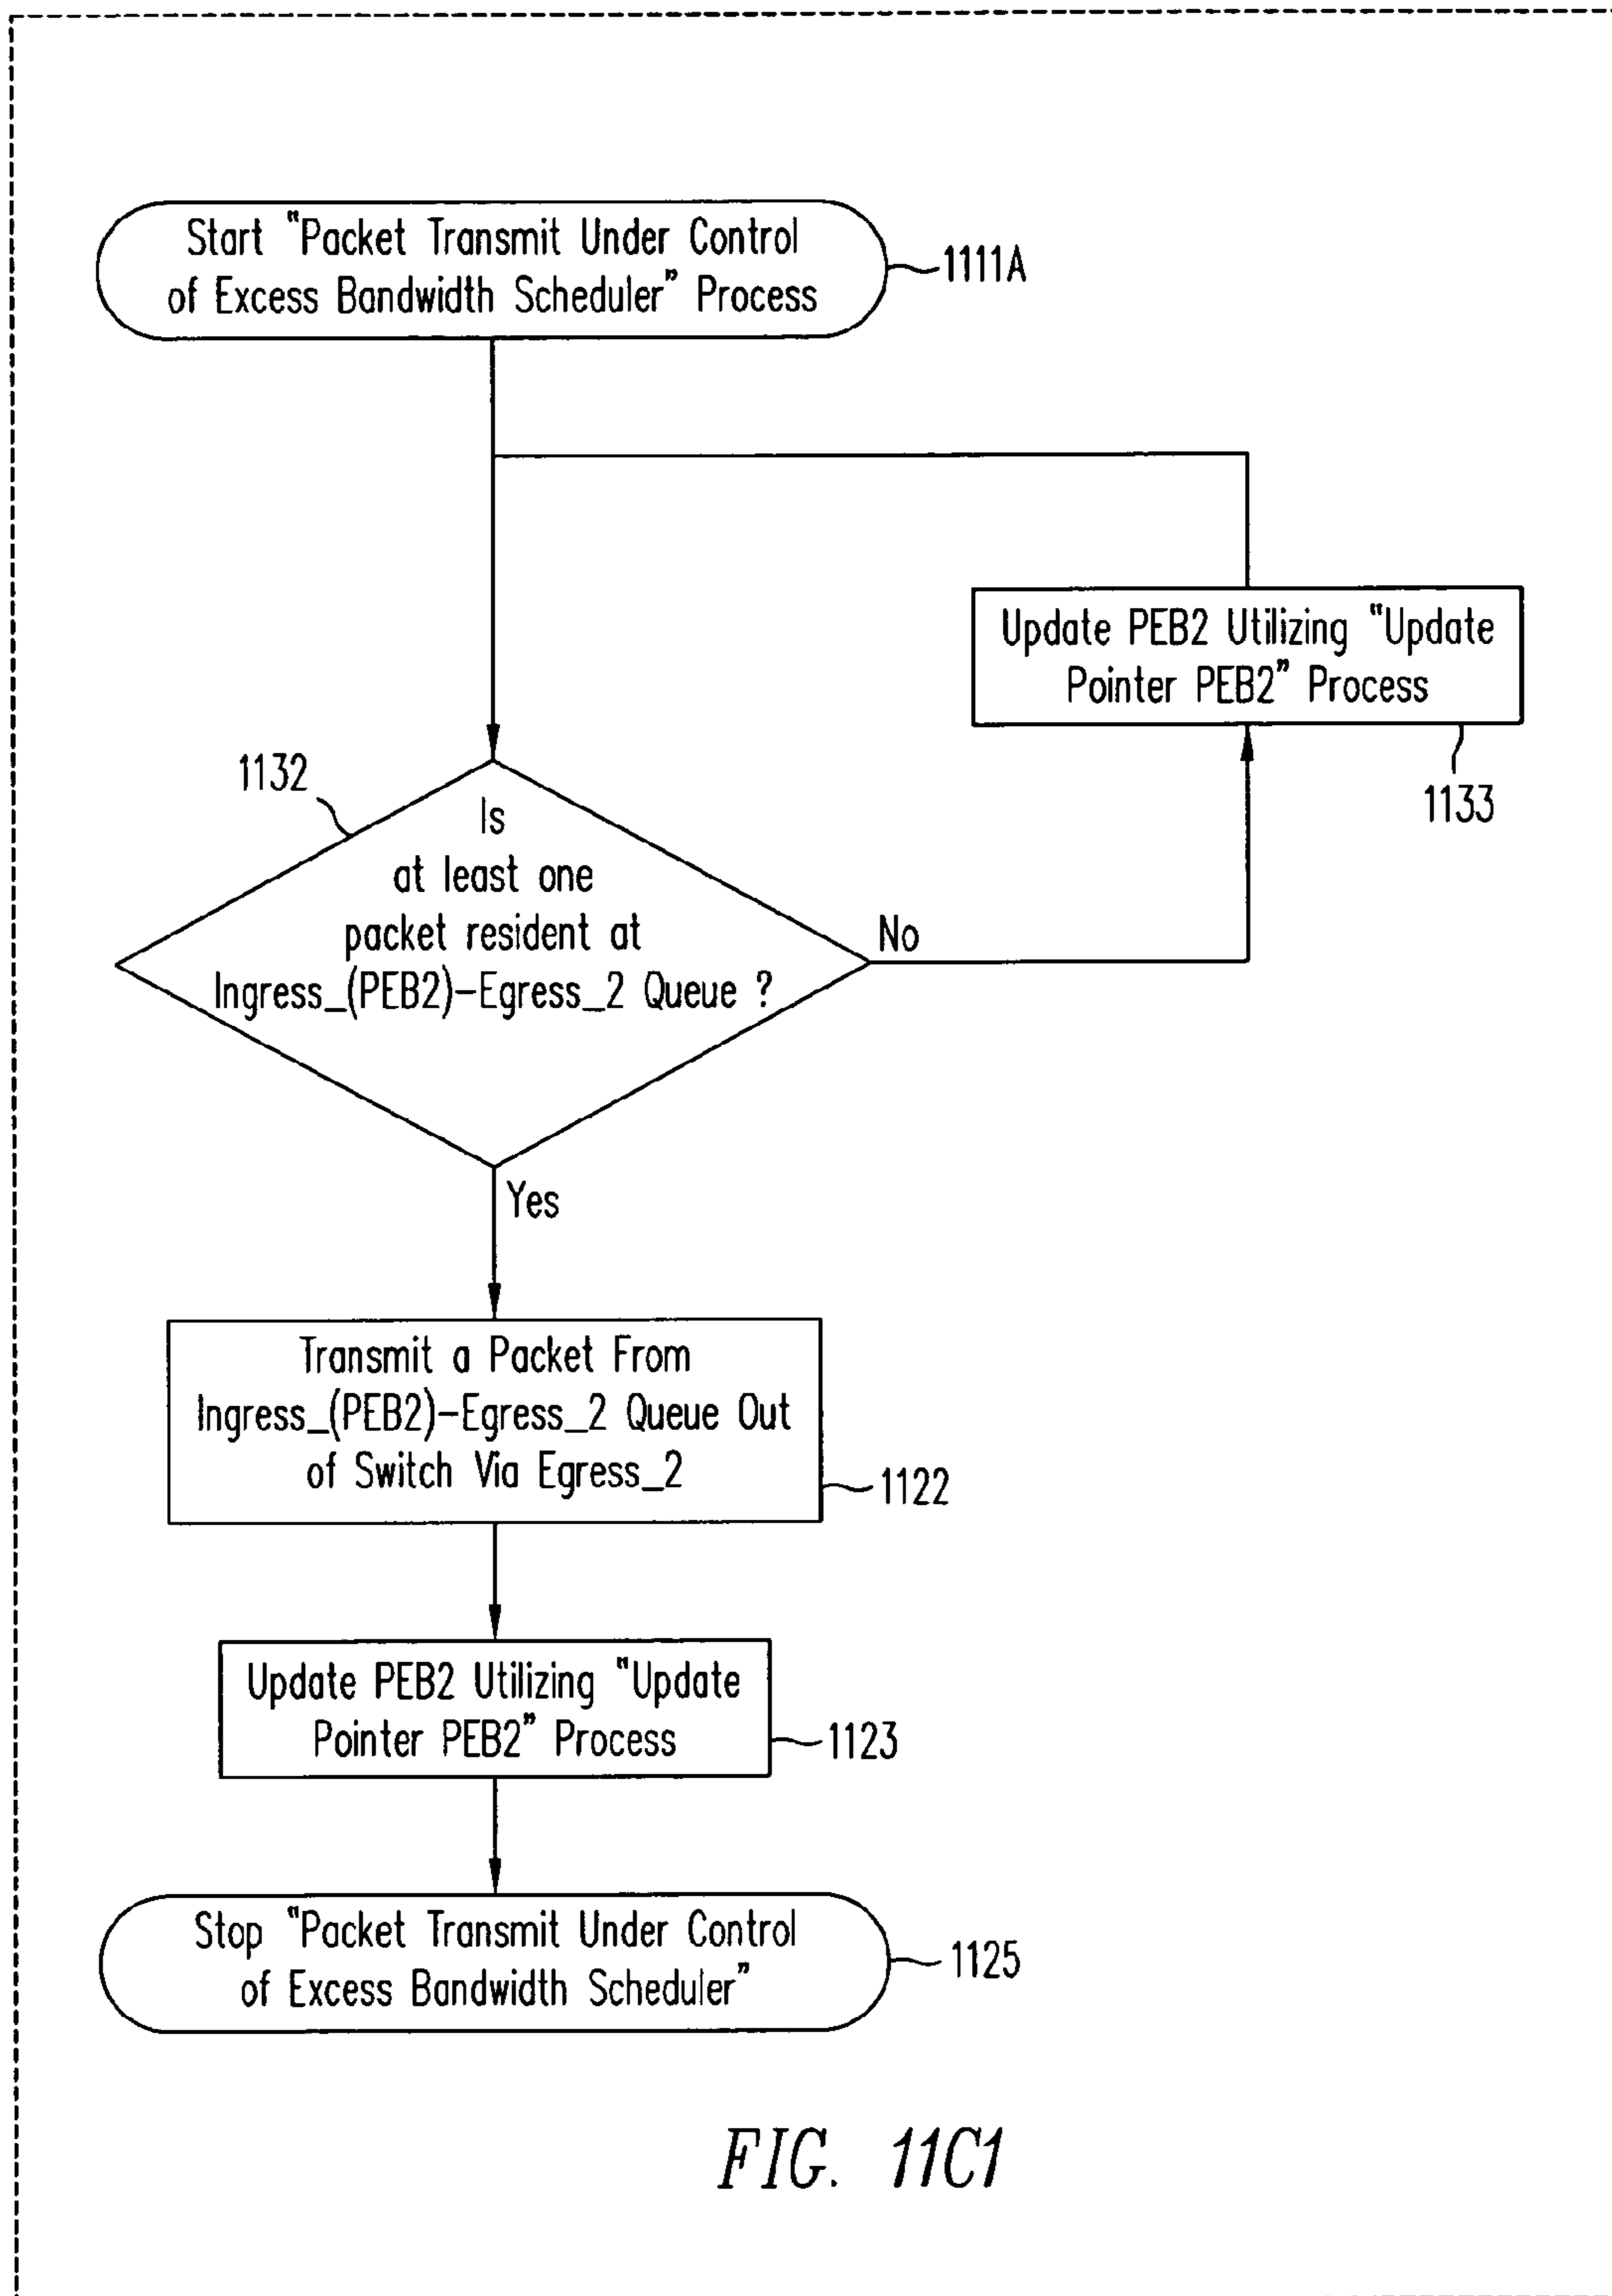 Start "Packet Transmit Under Control
of Excess Bandwidth Scheduler" Process
1111A
Update PEB2 Utilizing "Update
Pointer PEB2" Process
1133
1132
Is
at least one
packet resident at
Ingress_(PEB2)-Egress_2 Queue ?
No
Yes
Transmit a Packet From
Ingress_(PEB2)-Egress_2 Queue Out
of Switch Via Egress_2
1122
Update PEB2 Utilizing "Update
Pointer PEB2" Process
1123
Stop "Packet Transmit Under Control
of Excess Bandwidth Scheduler"
1125
FIG. 11C1